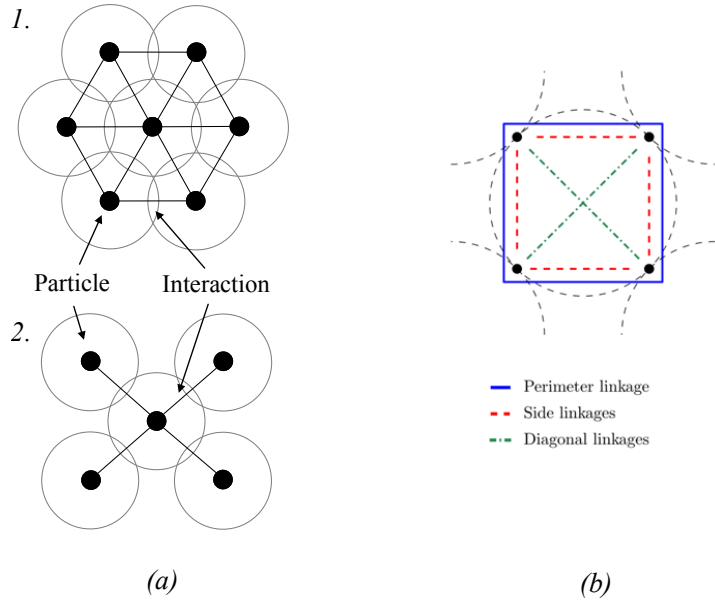 1.
Particle Interaction
2.
Perimeter linkage
Side linkages
Diagonal linkages
(a)
(b)